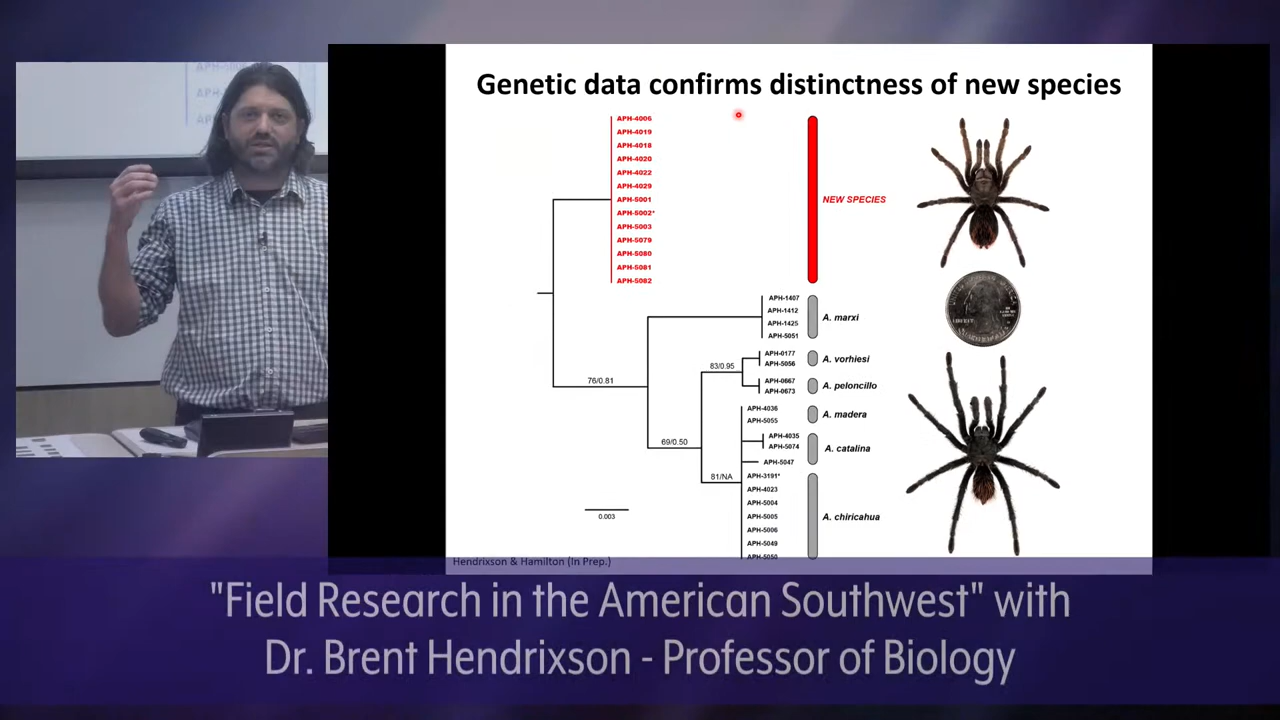 Genetic data confirms distinctness of new species
APH-4006
APH-4019
APH-4018
APH-4020
APH-4022
APH-4029
APH-5001
APH-5002*
APH-5003
APH-5079
APH-5080
APH-5081
APH-5082
NEW SPECIES
APH-1407
APH-1412
APH-1425
APH-5051
A. marxi
APH-0177
APH-5056
A. vorhiesi
83/0.95
APH-0667
APH-0673
A. peloncillo
76/0.81
APH-4036
APH-5055
A. madera
APH-4035
APH-5074
APH-5047
A. catalina
69/0.50
81/NA
APH-3191*
APH-4023
APH-5004
APH-5005
APH-5006
APH-5049
APH-5050
A. chiricahua
0.003
LIBERTY
Hendrixson & Hamilton (In Prep.)
"Field Research in the American Southwest" with
Dr. Brent Hendrixson - Professor of Biology